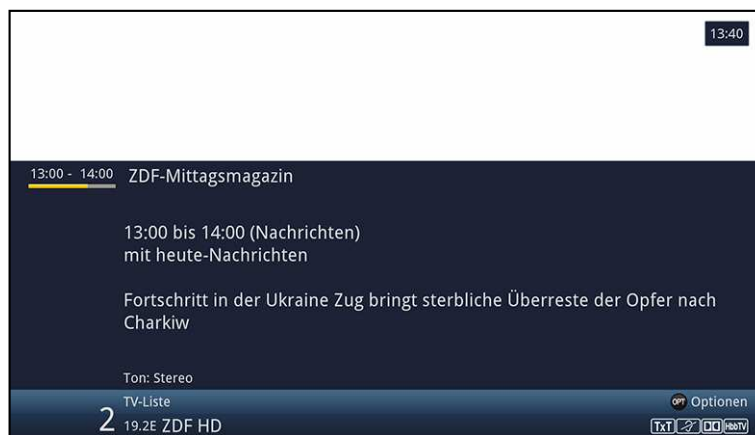 13:40
13:00 - 14:00 ZDF-Mittagsmagazin
13:00 bis 14:00 (Nachrichten)
mit heute-Nachrichten
Fortschritt in der Ukraine Zug bringt sterbliche Überreste der Opfer nach
Charkiw
Ton: Stereo
TV-Liste
OPT Optionen
2 19.2E ZDF HD
TxT HbbTV